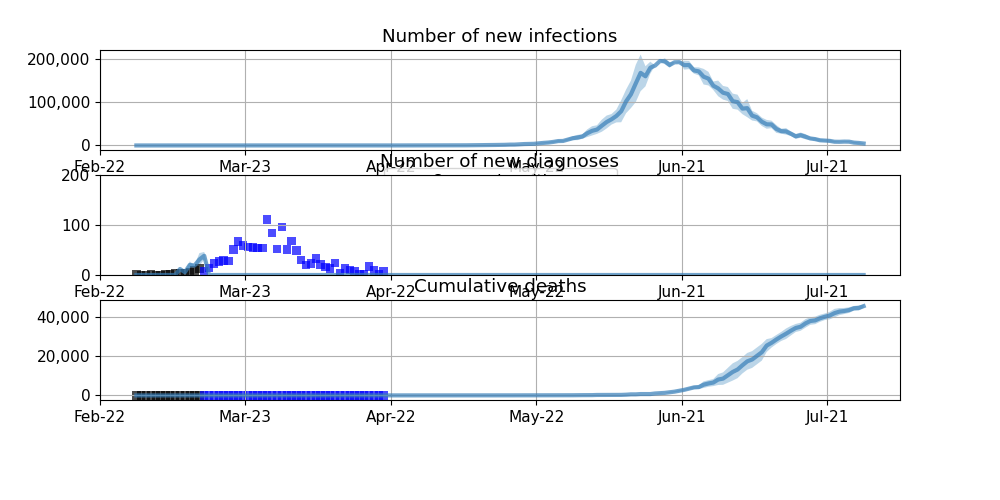 Number of new infections
200,000
100,000
0
Feb-22 Mar-23 Apr-22 May-22 Jun-21 Jul-21
Number of new diagnoses
200
100
0
Feb-22 Mar-23 Apr-22 May-22 Jun-21 Jul-21
Cumulative deaths
40,000
20,000
0
Feb-22 Mar-23 Apr-22 May-22 Jun-21 Jul-21